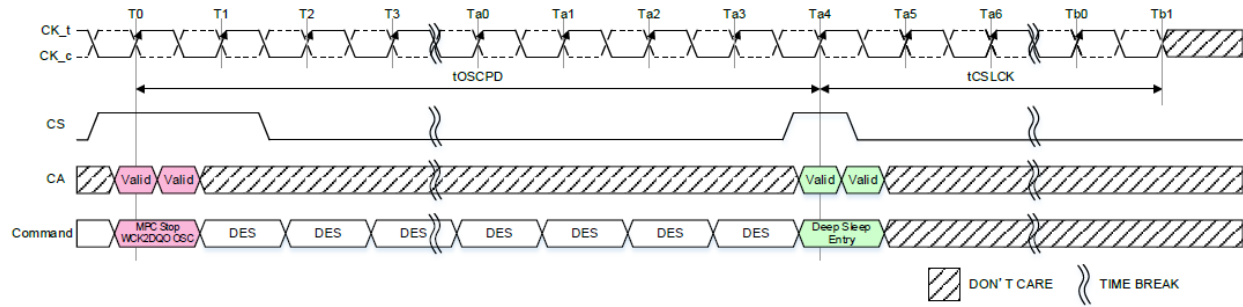 T0 T1 T2 T3 Ta0 Ta1 Ta2 Ta3 Ta4 Ta5 Ta6 Tb0 Tb1
CK_t
CK_c
tOSCPD tCSLCK
CS
CA Valid Valid Valid Valid
Command MPC Stop WCK2DQO OSC DES DES DES DES DES DES DES Deep Sleep Entry
DON'T CARE TIME BREAK